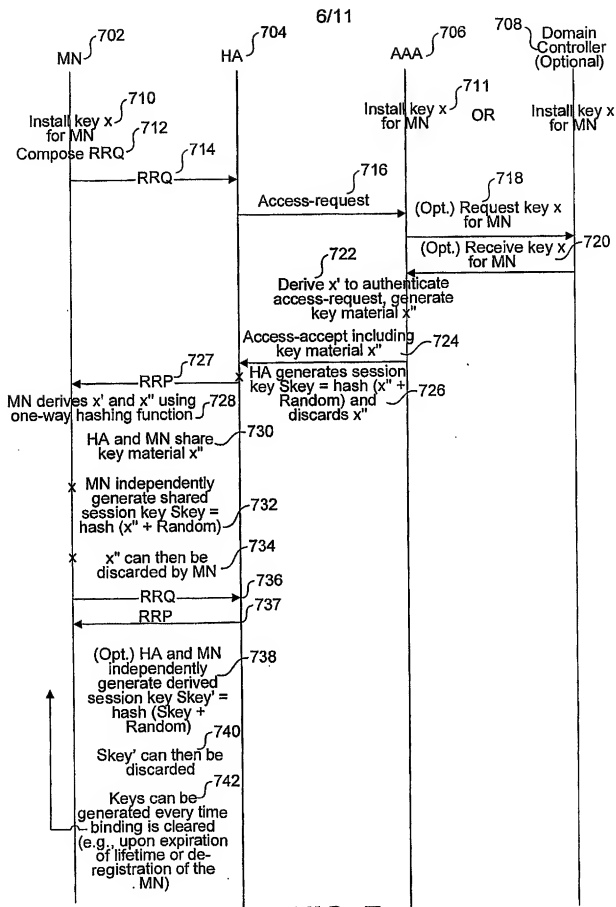 6/11
702
MN
704
HA
706
AAA
708
Domain
Controller
(Optional)
710
Install key x
for MN
711
Install key x
for MN
OR
Install key x
for MN
712
Compose RRQ
714
RRQ
716
Access-request
718
(Opt.) Request key x
for MN
720
(Opt.) Receive key x
for MN
722
Derive x' to authenticate
access-request, generate
key material x"
Access-accept including
key material x"
724
727
RRP
HA generates session
key Skey = hash (x" +
Random) and
discards x"
726
MN derives x' and x" using
one-way hashing function
728
730
HA and MN share
key material x"
MN independently
generate shared
session key Skey =
hash (x" + Random)
732
x" can then be
discarded by MN
734
736
RRQ
737
RRP
(Opt.) HA and MN
independently
generate derived
session key Skey' =
hash (Skey +
Random)
738
740
Skey' can then be
discarded
742
Keys can be
generated every time
binding is cleared
(e.g., upon expiration
of lifetime or de-
registration of the
MN)